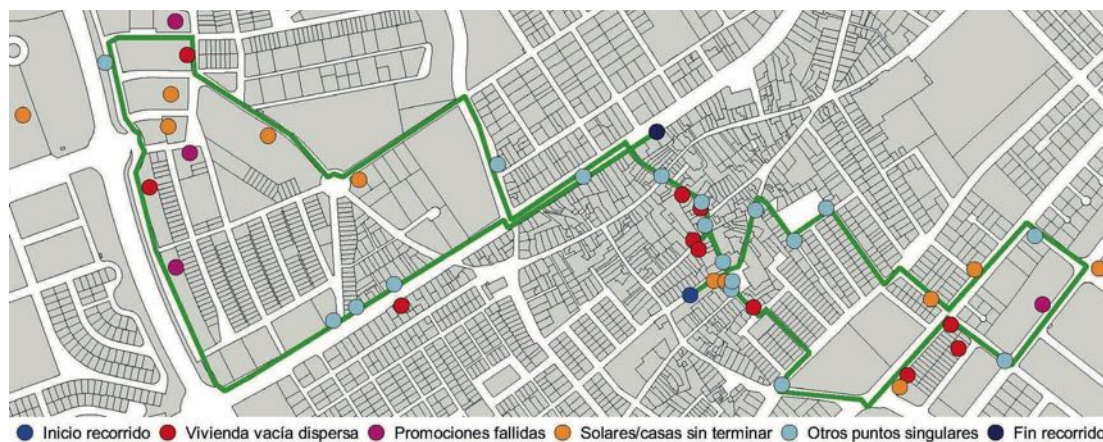 Inicio recorrido Vivienda vacía dispersa Promociones fallidas Solares/casas sin terminar Otros puntos singulares Fin recorrido